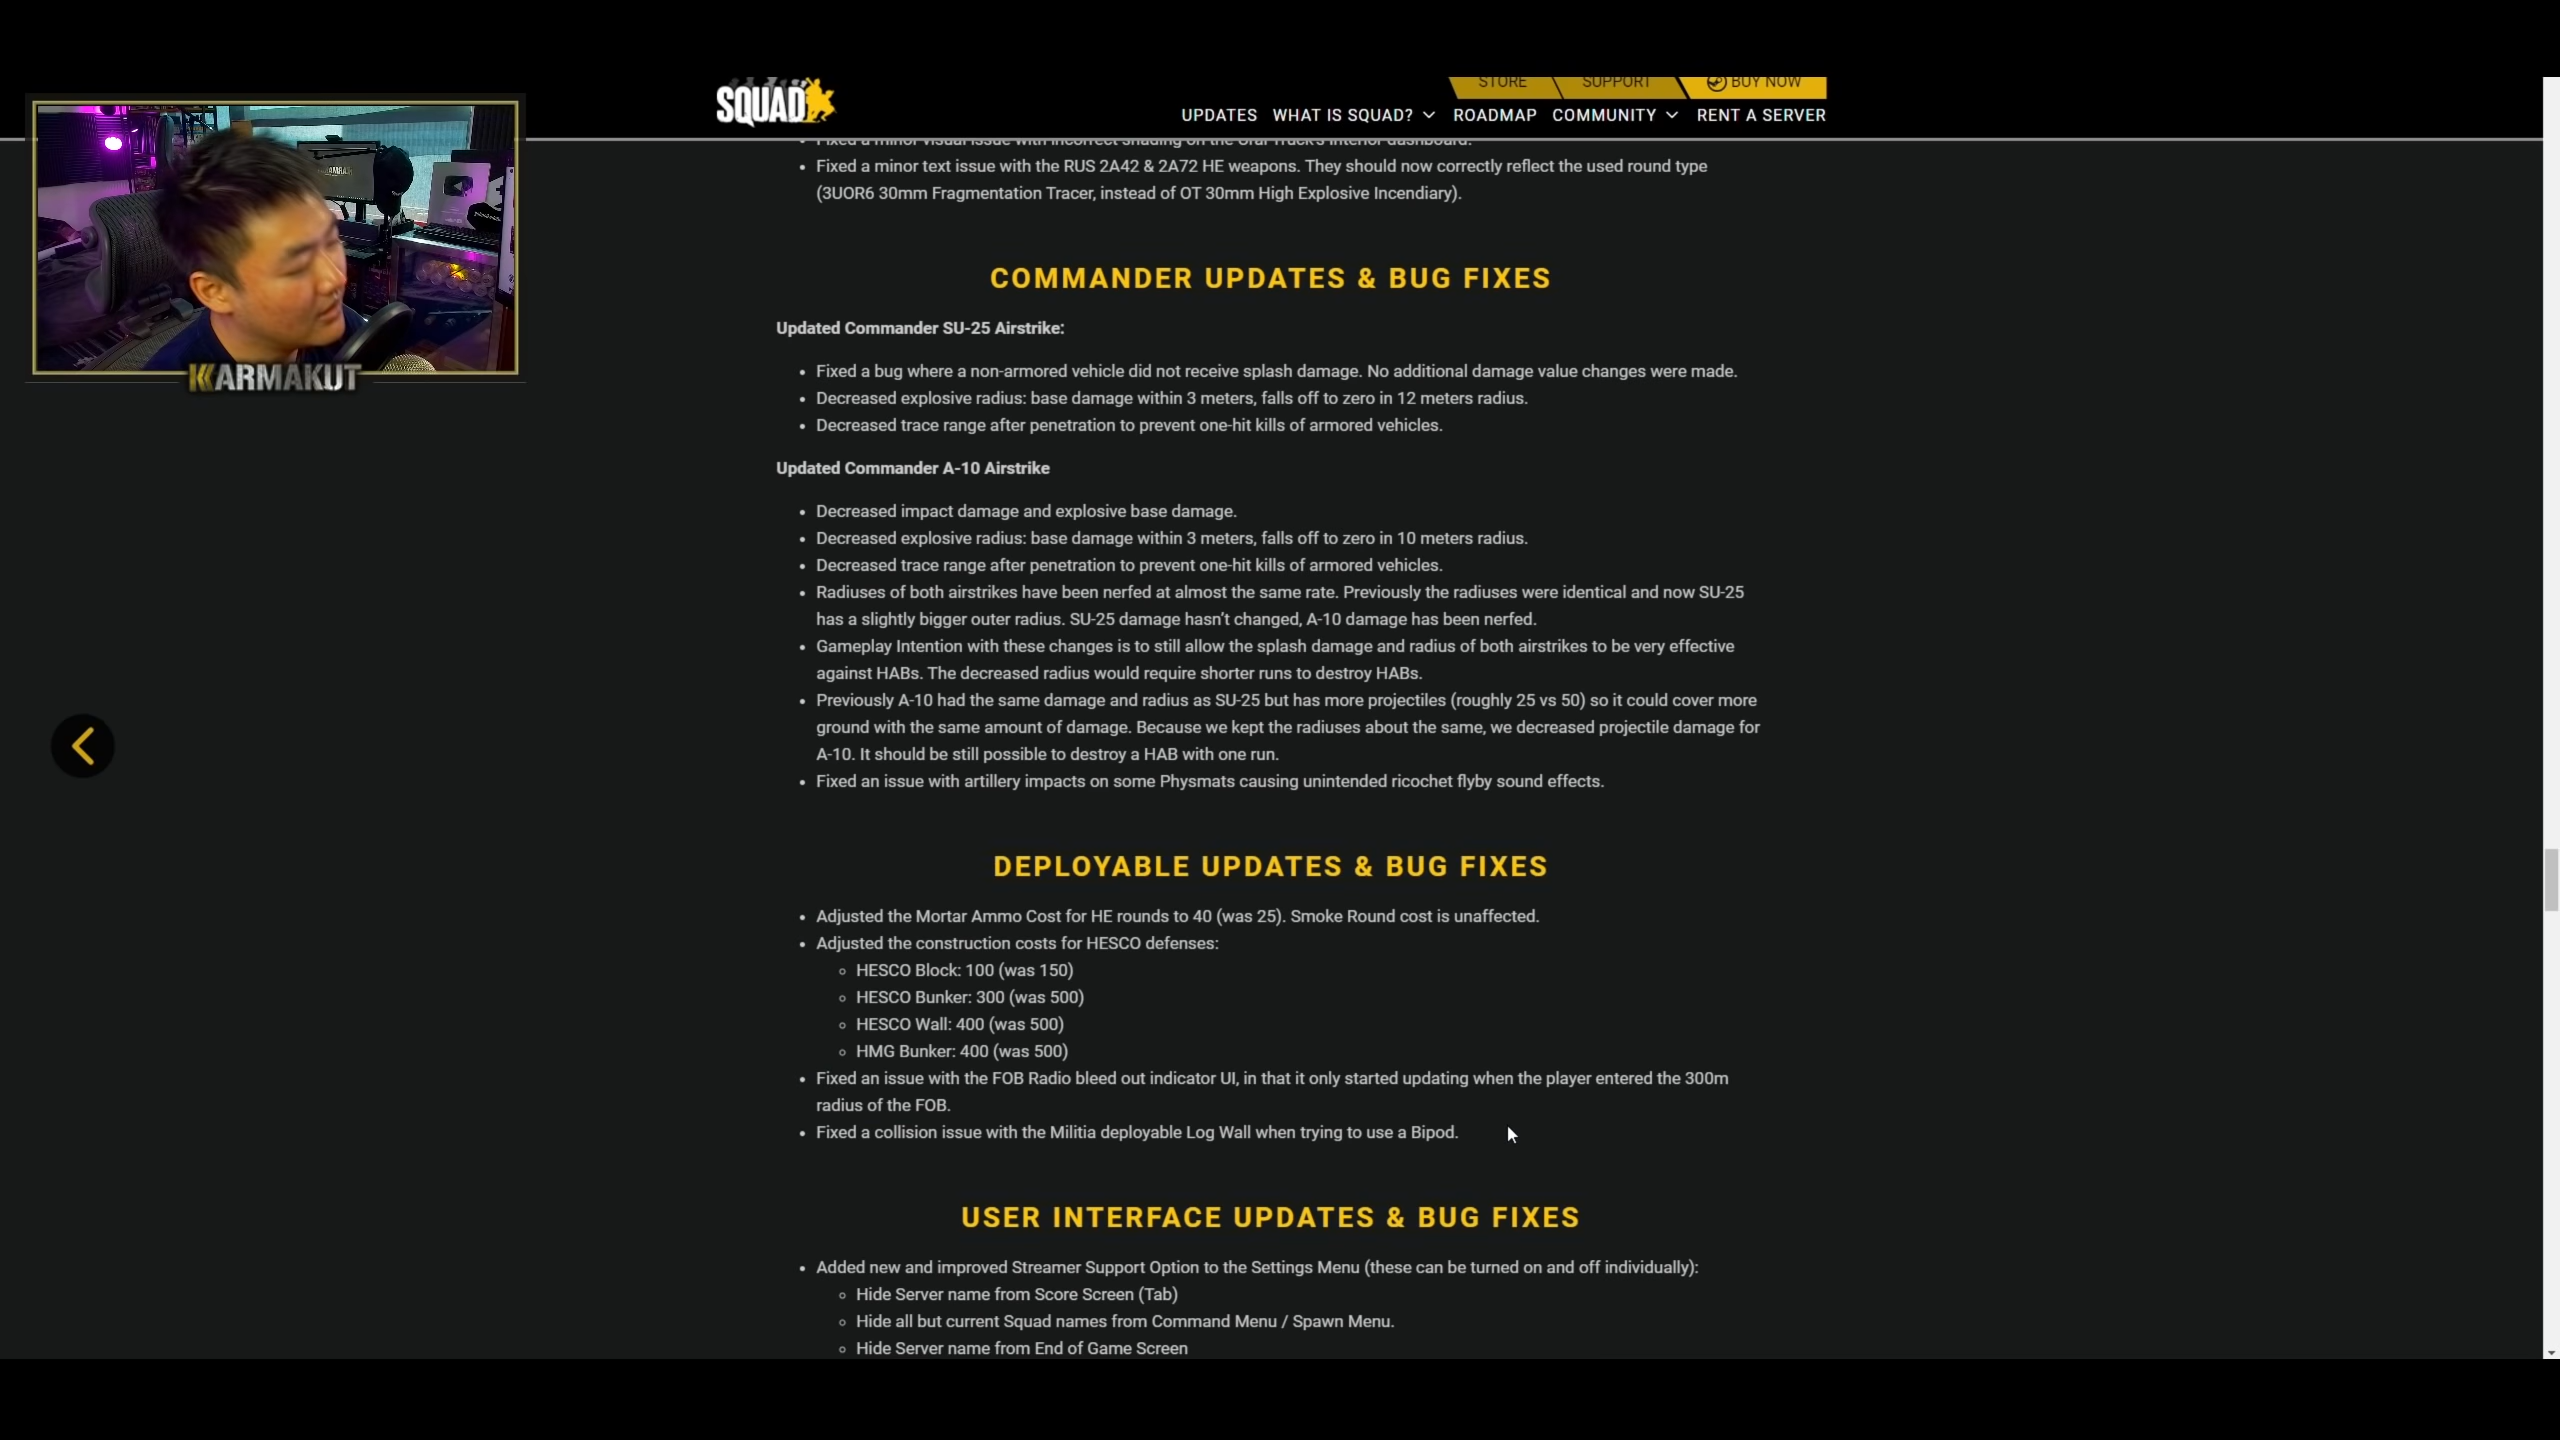 STORE SUPPORT BUY NOW
SQUAD
UPDATES WHAT IS SQUAD? ROADMAP COMMUNITY RENT A SERVER
KARMAKUT
Fixed a minor visual issue with incorrect shading on the Ural Truck's interior dashboard.
Fixed a minor text issue with the RUS 2A42 & 2A72 HE weapons. They should now correctly reflect the used round type
(3UOR6 30mm Fragmentation Tracer, instead of OT 30mm High Explosive Incendiary).
COMMANDER UPDATES & BUG FIXES
Updated Commander SU-25 Airstrike:
Fixed a bug where a non-armored vehicle did not receive splash damage. No additional damage value changes were made.
Decreased explosive radius: base damage within 3 meters, falls off to zero in 12 meters radius.
Decreased trace range after penetration to prevent one-hit kills of armored vehicles.
Updated Commander A-10 Airstrike
Decreased impact damage and explosive base damage.
Decreased explosive radius: base damage within 3 meters, falls off to zero in 10 meters radius.
Decreased trace range after penetration to prevent one-hit kills of armored vehicles.
Radiuses of both airstrikes have been nerfed at almost the same rate. Previously the radiuses were identical and now SU-25
has a slightly bigger outer radius. SU-25 damage hasn't changed, A-10 damage has been nerfed.
Gameplay Intention with these changes is to still allow the splash damage and radius of both airstrikes to be very effective
against HABs. The decreased radius would require shorter runs to destroy HABs.
Previously A-10 had the same damage and radius as SU-25 but has more projectiles (roughly 25 vs 50) so it could cover more
ground with the same amount of damage. Because we kept the radiuses about the same, we decreased projectile damage for
A-10. It should be still possible to destroy a HAB with one run.
Fixed an issue with artillery impacts on some Physmats causing unintended ricochet flyby sound effects.
DEPLOYABLE UPDATES & BUG FIXES
Adjusted the Mortar Ammo Cost for HE rounds to 40 (was 25). Smoke Round cost is unaffected.
Adjusted the construction costs for HESCO defenses:
HESCO Block: 100 (was 150)
HESCO Bunker: 300 (was 500)
HESCO Wall: 400 (was 500)
HMG Bunker: 400 (was 500)
Fixed an issue with the FOB Radio bleed out indicator UI, in that it only started updating when the player entered the 300m
radius of the FOB.
Fixed a collision issue with the Militia deployable Log Wall when trying to use a Bipod.
USER INTERFACE UPDATES & BUG FIXES
Added new and improved Streamer Support Option to the Settings Menu (these can be turned on and off individually):
Hide Server name from Score Screen (Tab)
Hide all but current Squad names from Command Menu / Spawn Menu.
Hide Server name from End of Game Screen